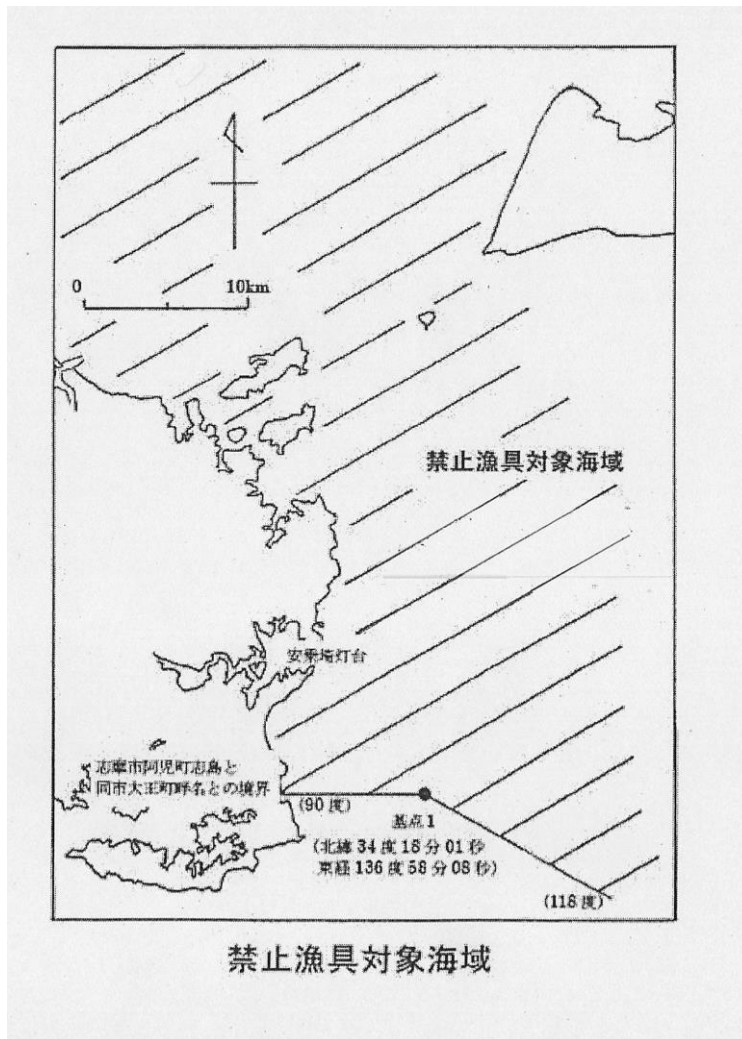 0 10km
禁止漁具対象海域
安乗埼灯台
志摩市阿児町志島と
同市大王町畔名との境界
(90度)
基点1
(北緯34度18分01秒
東経136度58分08秒)
(118度)
禁止漁具対象海域